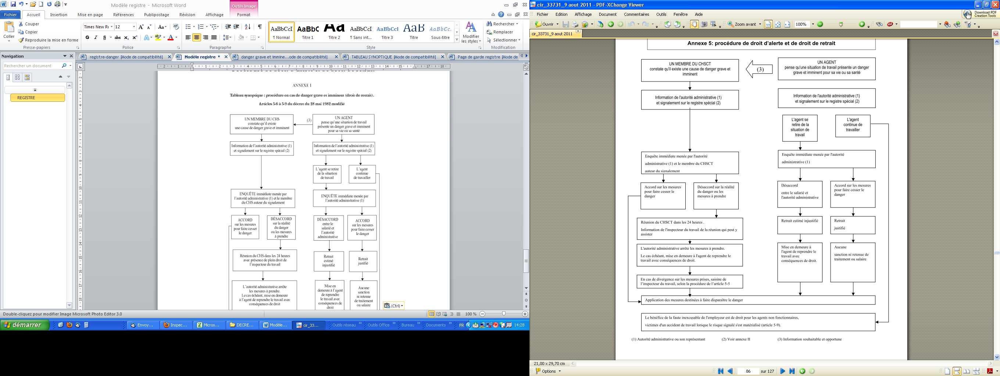 Modèle registre - Microsoft Word
Outils Image
Fichier
Accueil
Insertion
Mise en page
Références
Publipostage
Révision
Affichage
Format
Coller
Couper
Copier
Reproduire la mise en forme
Presse-papiers
Times New Ro
12
G I S abc x₂ x²
Police
Paragraphe
AaBbCcI
AaBbC
Aa
AaBbCcI
AaBbCcI
AaB
AaBbCc.
¶ Normal
Titre 1
Titre 2
¶ Sans int...
Titre 3
Titre
Sous-titre
Style
Modifier
les styles
Rechercher
Remplacer
Sélectionner
Modification
Navigation
Rechercher un document
REGISTRE
registre-danger [Mode de compatibilité]
Modèle registre *
danger grave et immine...ode de compatibilité]
TABLEAU SYNOPTIQUE [Mode de compatibilité]
Page de garde registre [Mode de
ANNEXE I
Tableau synoptique : procédure en cas de danger grave et imminent (droit de retrait).
Articles 5-6 à 5-9 du décret du 28 mai 1982 modifié
UN MEMBRE DU CHS
constate qu'il existe
une cause de danger grave et imminent
(3)
UN AGENT
pense qu'une situation de travail
présente un danger grave et imminent
pour sa vie ou sa santé
Information de l'autorité administrative (1)
et signalement sur le registre spécial (2)
Information de l'autorité administrative (1)
et signalement sur le registre spécial (2)
L'agent se retire
de la situation
de travail
L'agent
continue
de travailler
ENQUÊTE immédiate menée par
l'autorité administrative (1) et le membre
du CHS auteur du signalement
ENQUÊTE immédiate menée par
l'autorité administrative (1)
ACCORD
sur les mesures
pour faire cesser
le danger
DÉSACCORD
sur la réalité
du danger
ou les mesures
à prendre
DÉSACCORD
entre le
salarié et
l'autorité
administrative
ACCORD
sur les mesures
pour faire cesser
le danger
Réunion du CHS dans les 24 heures
avec présence de plein droit de
l'inspecteur du travail
Retrait
estimé
injustifié
Retrait
justifié
L'autorité administrative arrête
les mesures à prendre.
Le cas échéant, mise en demeure
à l'agent de reprendre le travail avec
conséquences de droit
Mise en
demeure à l'agent
de reprendre
le travail avec
conséquences de
droit
Aucune
sanction
ni retenue
de traitement
ou salaire
(Ctrl)
Double-cliquez pour modifier Image Microsoft Photo Editor 3.0
100 %
démarrer
Envoy...
Inspec...
Micros...
DECRE...
Modèle...
cir_33...
Outils réseau
Outils Office
Bureau
Documents
FR
14:28
cir_33731_9 aout 2011 - PDF-XChange Viewer
Fichier
Edition
Affichage
Document
Commentaires
Outils
Fenêtre
Aide
Download PDF
Creation Tools
Ouvrir
Zoom avant
100%
cir_33731_9 aout 2011
Annexe 5: procédure de droit d'alerte et de droit de retrait
UN MEMBRE DU CHSCT
constate qu'il existe une cause de danger grave et
imminent
(3)
UN AGENT
pense qu'une situation de travail présente un danger
grave et imminent pour sa vie ou sa santé
Information de l'autorité administrative (1)
et signalement sur le registre spécial (2)
Information de l'autorité administrative (1)
et signalement sur le registre spécial (2)
L'agent se
retire de la
situation de
travail
L'agent
continue de
travailler
Enquête immédiate menée par l'autorité
administrative (1) et le membre du CHSCT
auteur du signalement
Enquête immédiate menée par l'autorité
administrative (1)
Accord sur les mesures
pour faire cesser le
danger
Désaccord sur la réalité
du danger ou les
mesures à prendre
Désaccord
entre le salarié et
l'autorité administrative
Accord sur les mesures
pour faire cesser le
danger
Réunion du CHSCT dans les 24 heures .
Information de l'inspecteur du travail de la réunion qui peut y
assister
Retrait estimé injustifié
Retrait
justifié
L'autorité administrative arrête les mesures à prendre.
Le cas échéant, mise en demeure à l'agent de reprendre le
travail avec conséquences de droit.
Mise en demeure à
l'agent de reprendre le
travail avec
conséquences de droit.
Aucune
sanction ni retenue de
traitement ou salaire
En cas de divergence sur les mesures prises, saisine de
l'inspecteur du travail, selon la procédure de l'article 5-5
Application des mesures destinées à faire disparaître le danger
Le bénéfice de la faute inexcusable de l'employeur est de droit pour les agents non fonctionnaires,
victimes d'un accident de travail lorsque le risque signalé s'est matérialisé (article 5-9).
(1) Autorité administrative ou son représentant
(2) Voir annexe II
(3) Information souhaitable et opportune
21,00 x 29,70 cm
Options
86
sur 127